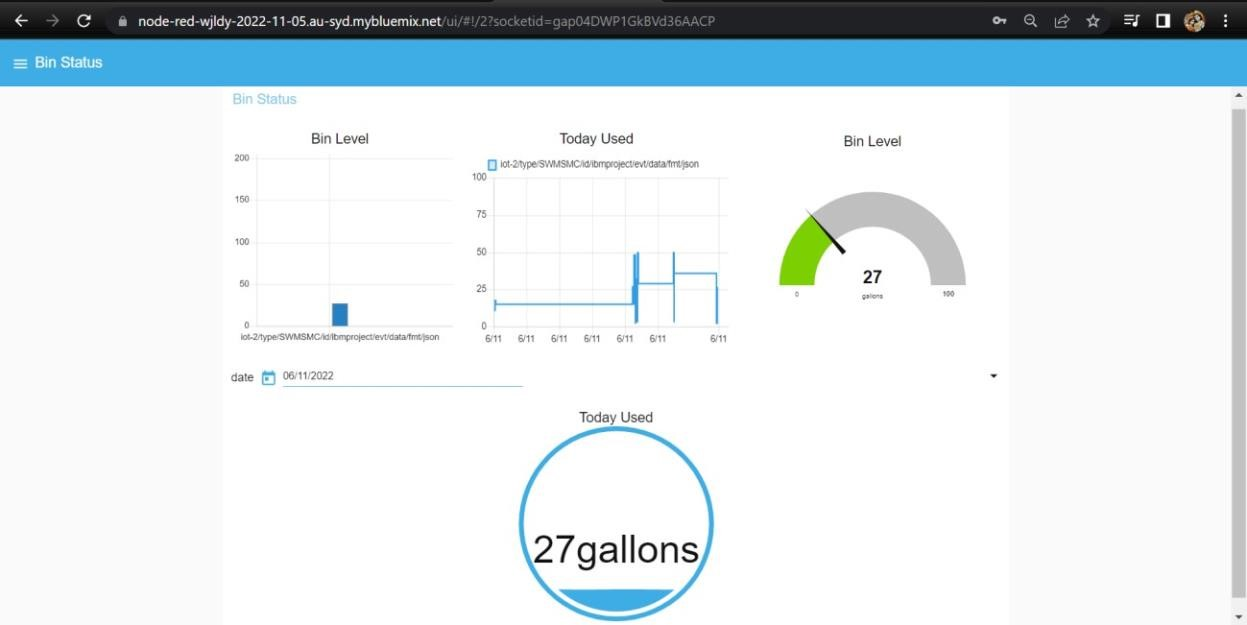 node-red-wjldy-2022-11-05.au-syd.mybluemix.net/ui/#!/2?socketid=gap04DWP1GkBVd36AACP
Bin Status
Bin Status
Bin Level
200
150
100
50
0
iot-2/type/SWMSMC/id/ibmproject/evt/data/fmt/json
Today Used
iot-2/type/SWMSMC/id/ibmproject/evt/data/fmt/json
100
75
50
25
0
6/11 6/11 6/11 6/11 6/11 6/11 6/11
Bin Level
27
gallons
0 100
date 06/11/2022
Today Used
27gallons